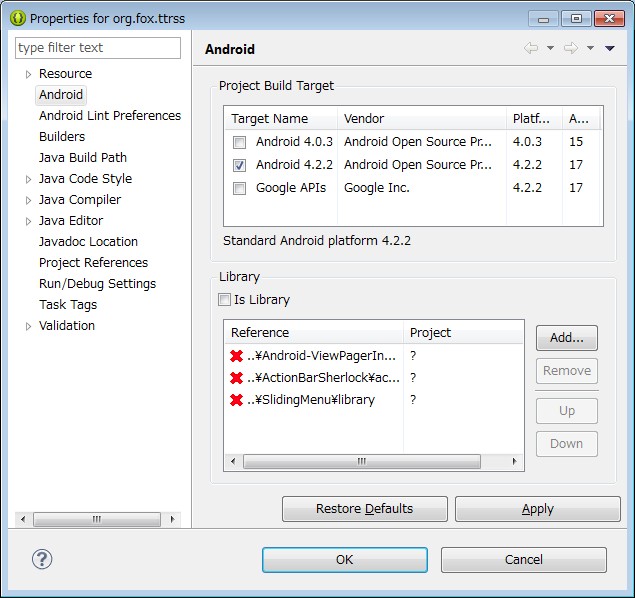 Properties for org.fox.ttrss
type filter text
Resource
Android
Android Lint Preferences
Builders
Java Build Path
Java Code Style
Java Compiler
Java Editor
Javadoc Location
Project References
Run/Debug Settings
Task Tags
Validation
Android
Project Build Target
Target Name Vendor Platf... A...
Android 4.0.3 Android Open Source Pr... 4.0.3 15
Android 4.2.2 Android Open Source Pr... 4.2.2 17
Google APIs Google Inc. 4.2.2 17
Standard Android platform 4.2.2
Library
Is Library
Reference Project
..¥Android-ViewPagerIn... ?
..¥ActionBarSherlock¥ac... ?
..¥SlidingMenu¥library ?
Add...
Remove
Up
Down
Restore Defaults Apply
? OK Cancel